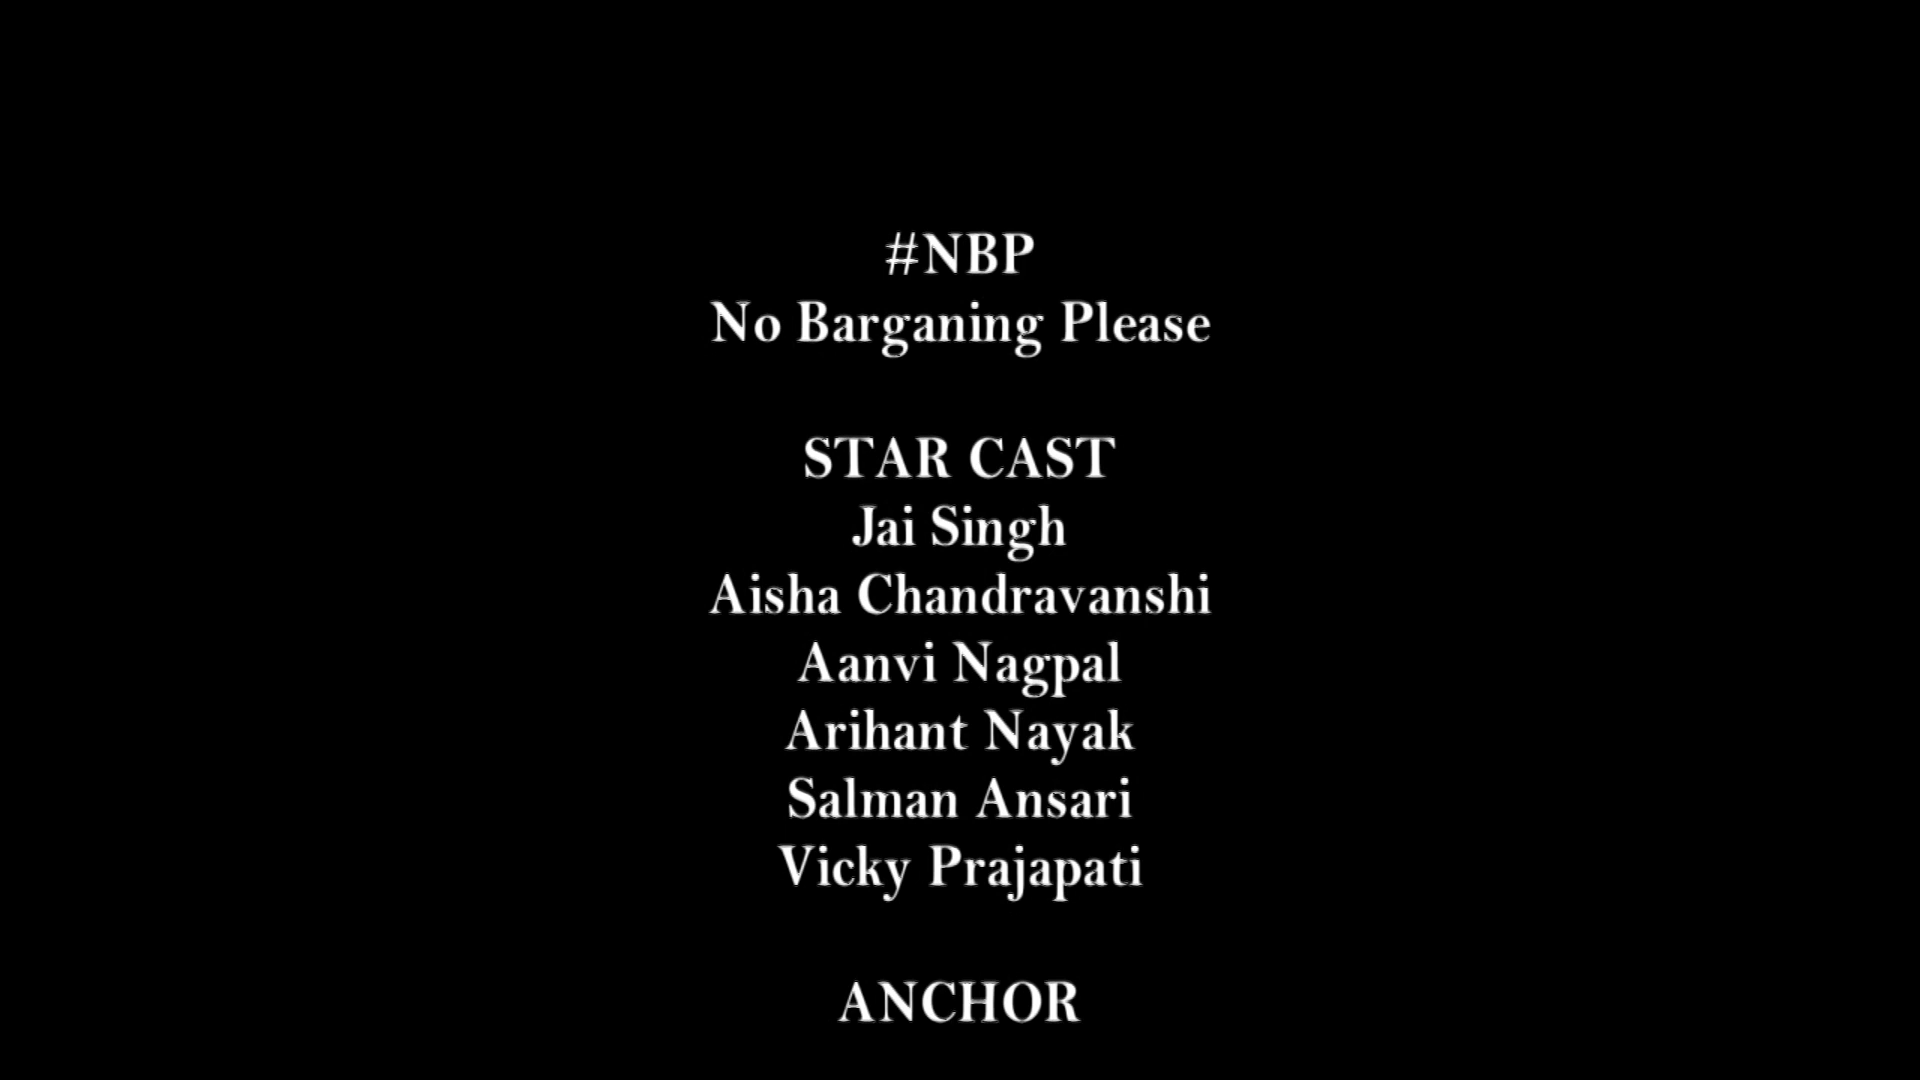 #NBP
No Barganing Please
STAR CAST
Jai Singh
Aisha Chandravanshi
Aanvi Nagpal
Arihant Nayak
Salman Ansari
Vicky Prajapati
ANCHOR